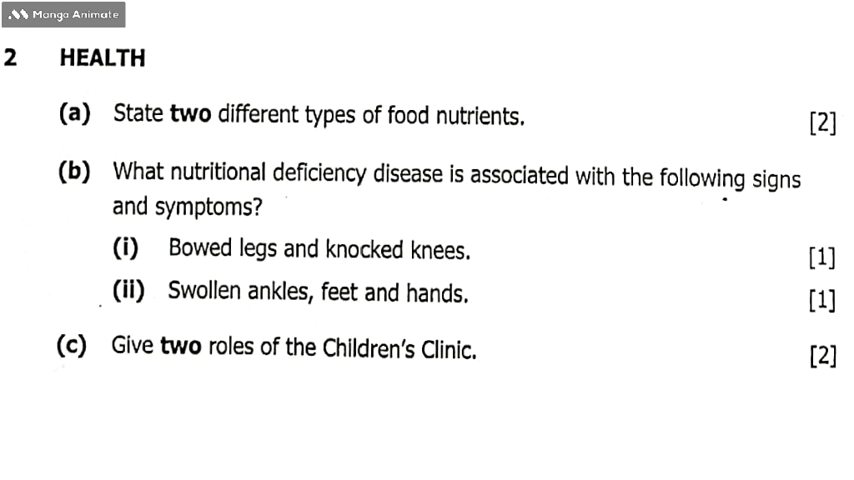 Manga Animate
2 HEALTH
(a) State two different types of food nutrients. [2]
(b) What nutritional deficiency disease is associated with the following signs
and symptoms?
(i) Bowed legs and knocked knees. [1]
(ii) Swollen ankles, feet and hands. [1]
(c) Give two roles of the Children's Clinic. [2]